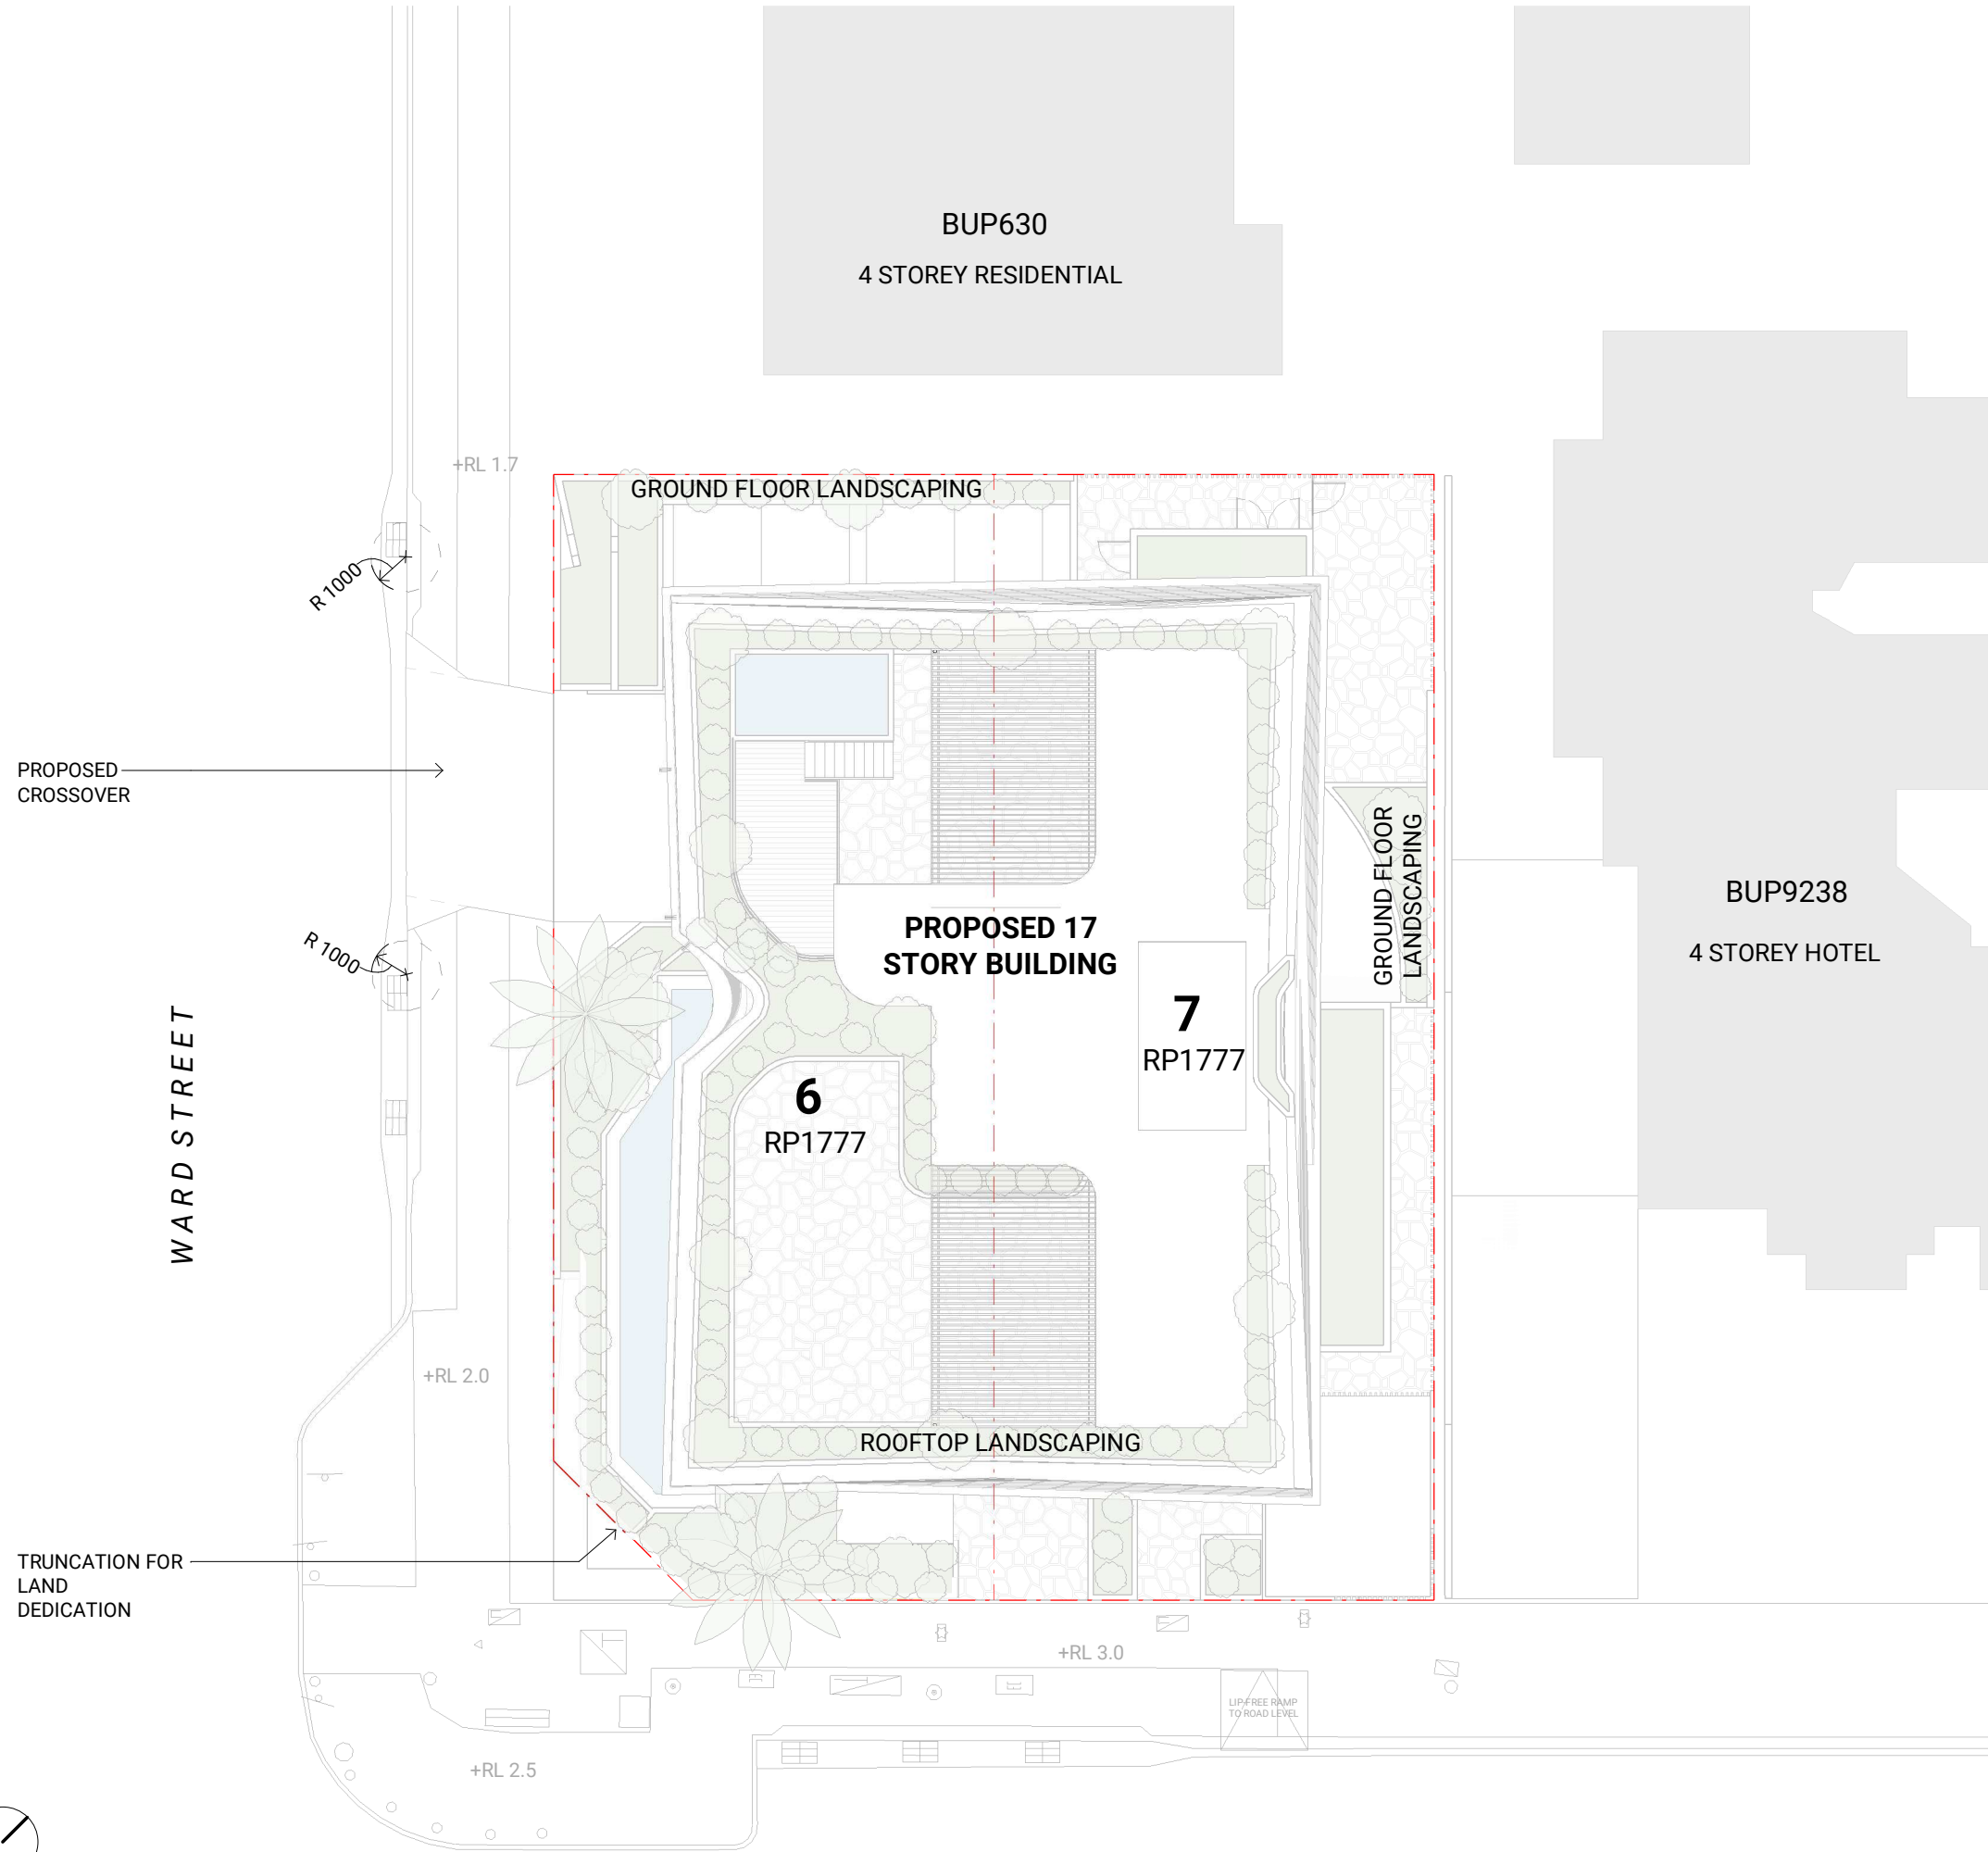 BUP630
4 STOREY RESIDENTIAL
+RL 1.7
GROUND FLOOR LANDSCAPING
R 1000
PROPOSED
CROSSOVER
GROUND FLOOR
LANDSCAPING
BUP9238
4 STOREY HOTEL
PROPOSED 17
STORY BUILDING
R 1000
7
RP1777
6
RP1777
WARD STREET
+RL 2.0
ROOFTOP LANDSCAPING
TRUNCATION FOR
LAND
DEDICATION
+RL 3.0
LIP-FREE RAMP
TO ROAD LEVEL
+RL 2.5